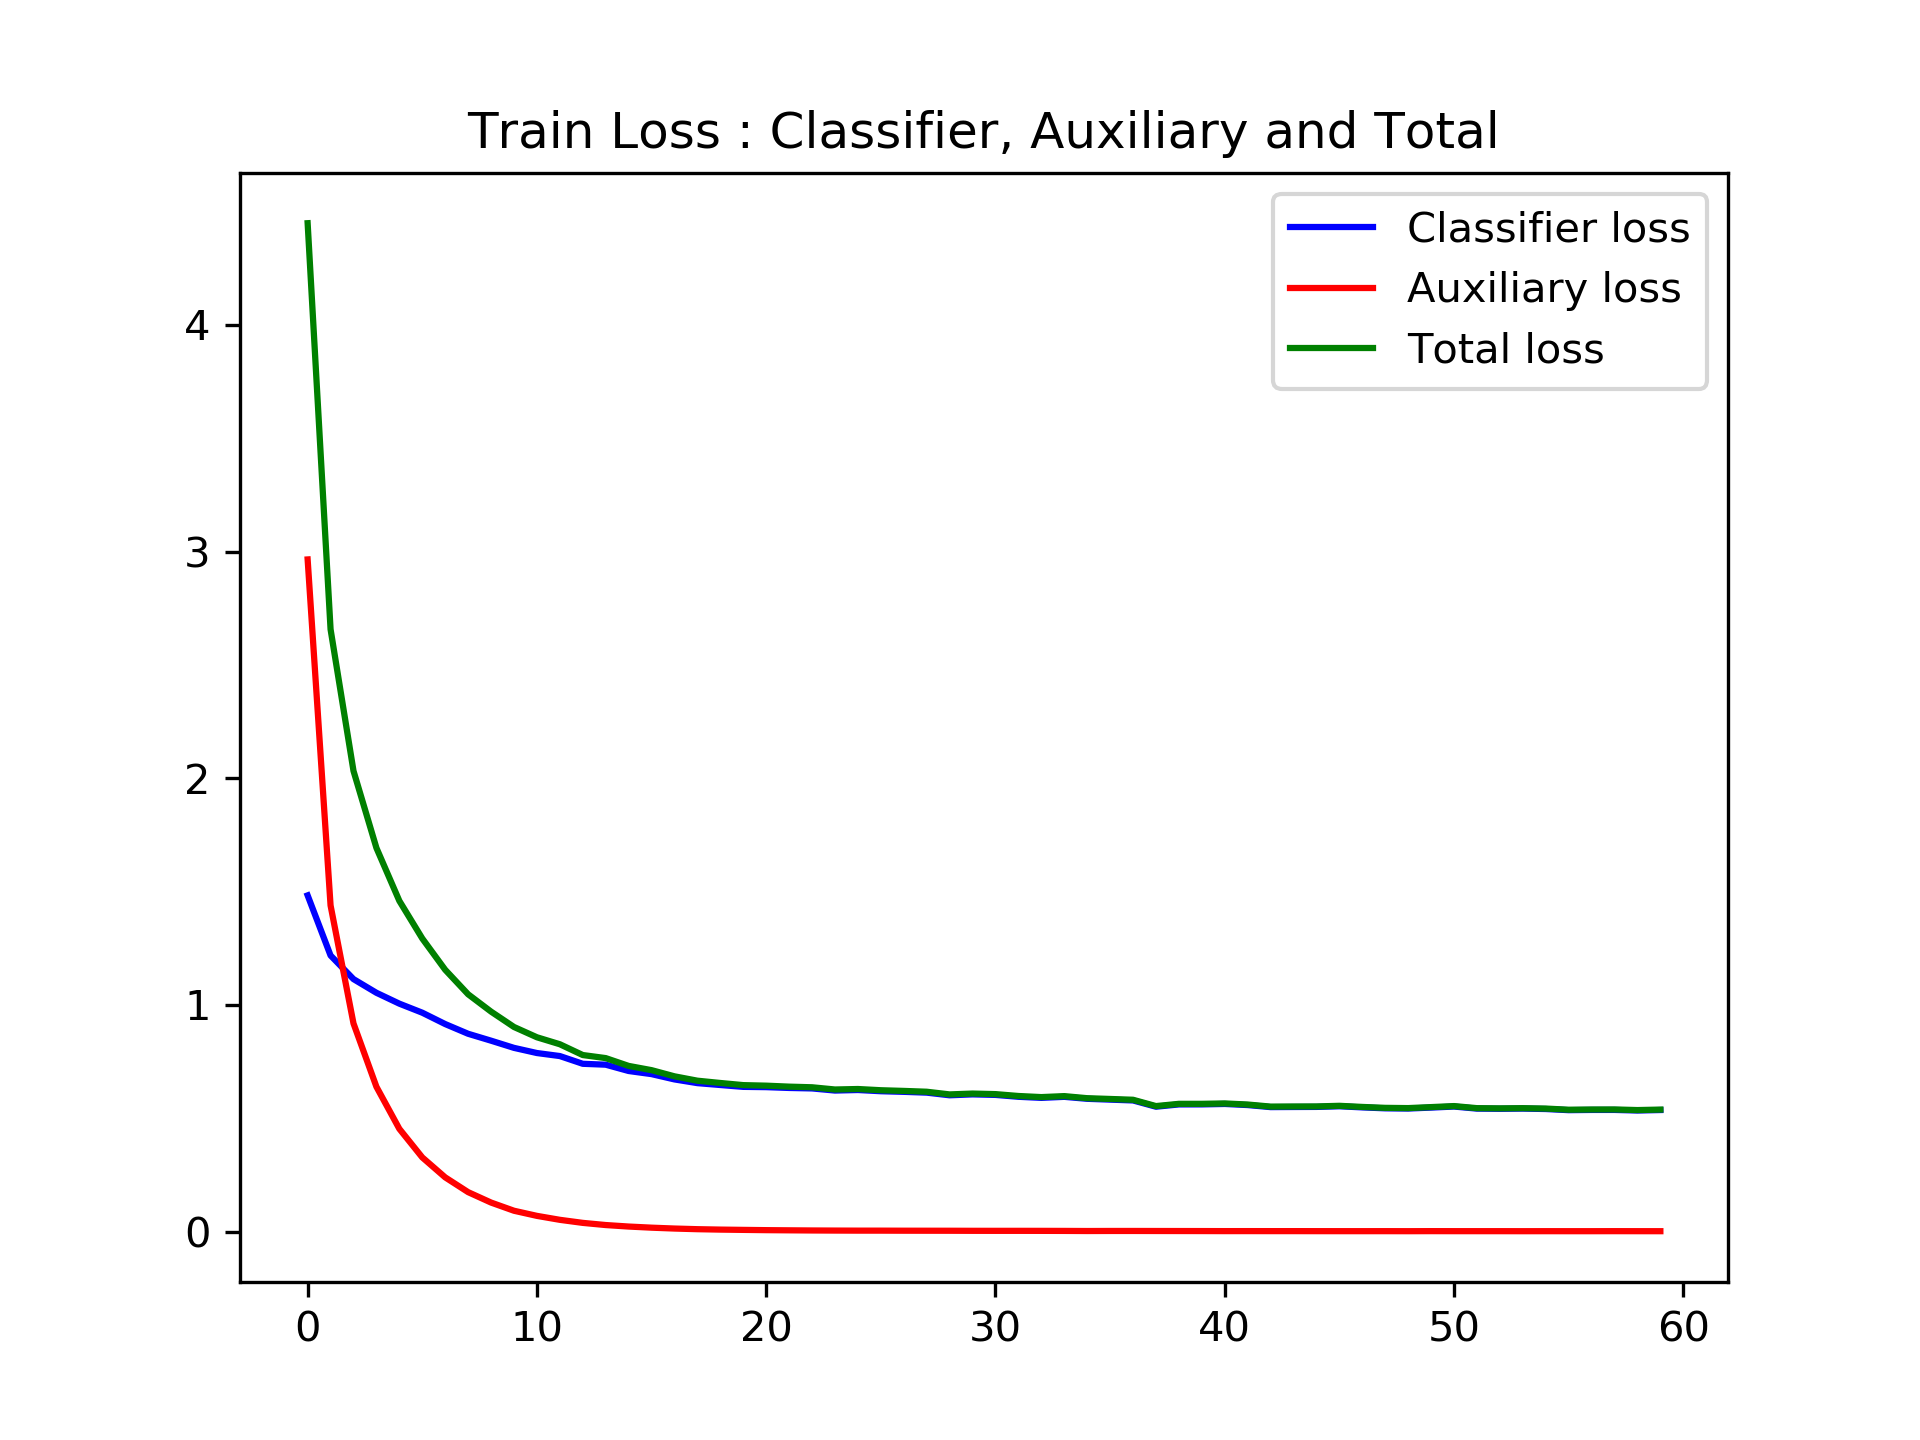 Train Loss : Classifier, Auxiliary and Total
Classifier loss
Auxiliary loss
Total loss
4
3
2
1
0
0 10 20 30 40 50 60